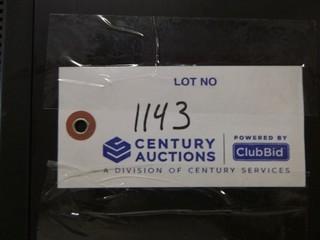 LOT NO
1143
CENTURY AUCTIONS
POWERED BY
ClubBid
A DIVISION OF CENTURY SERVICES